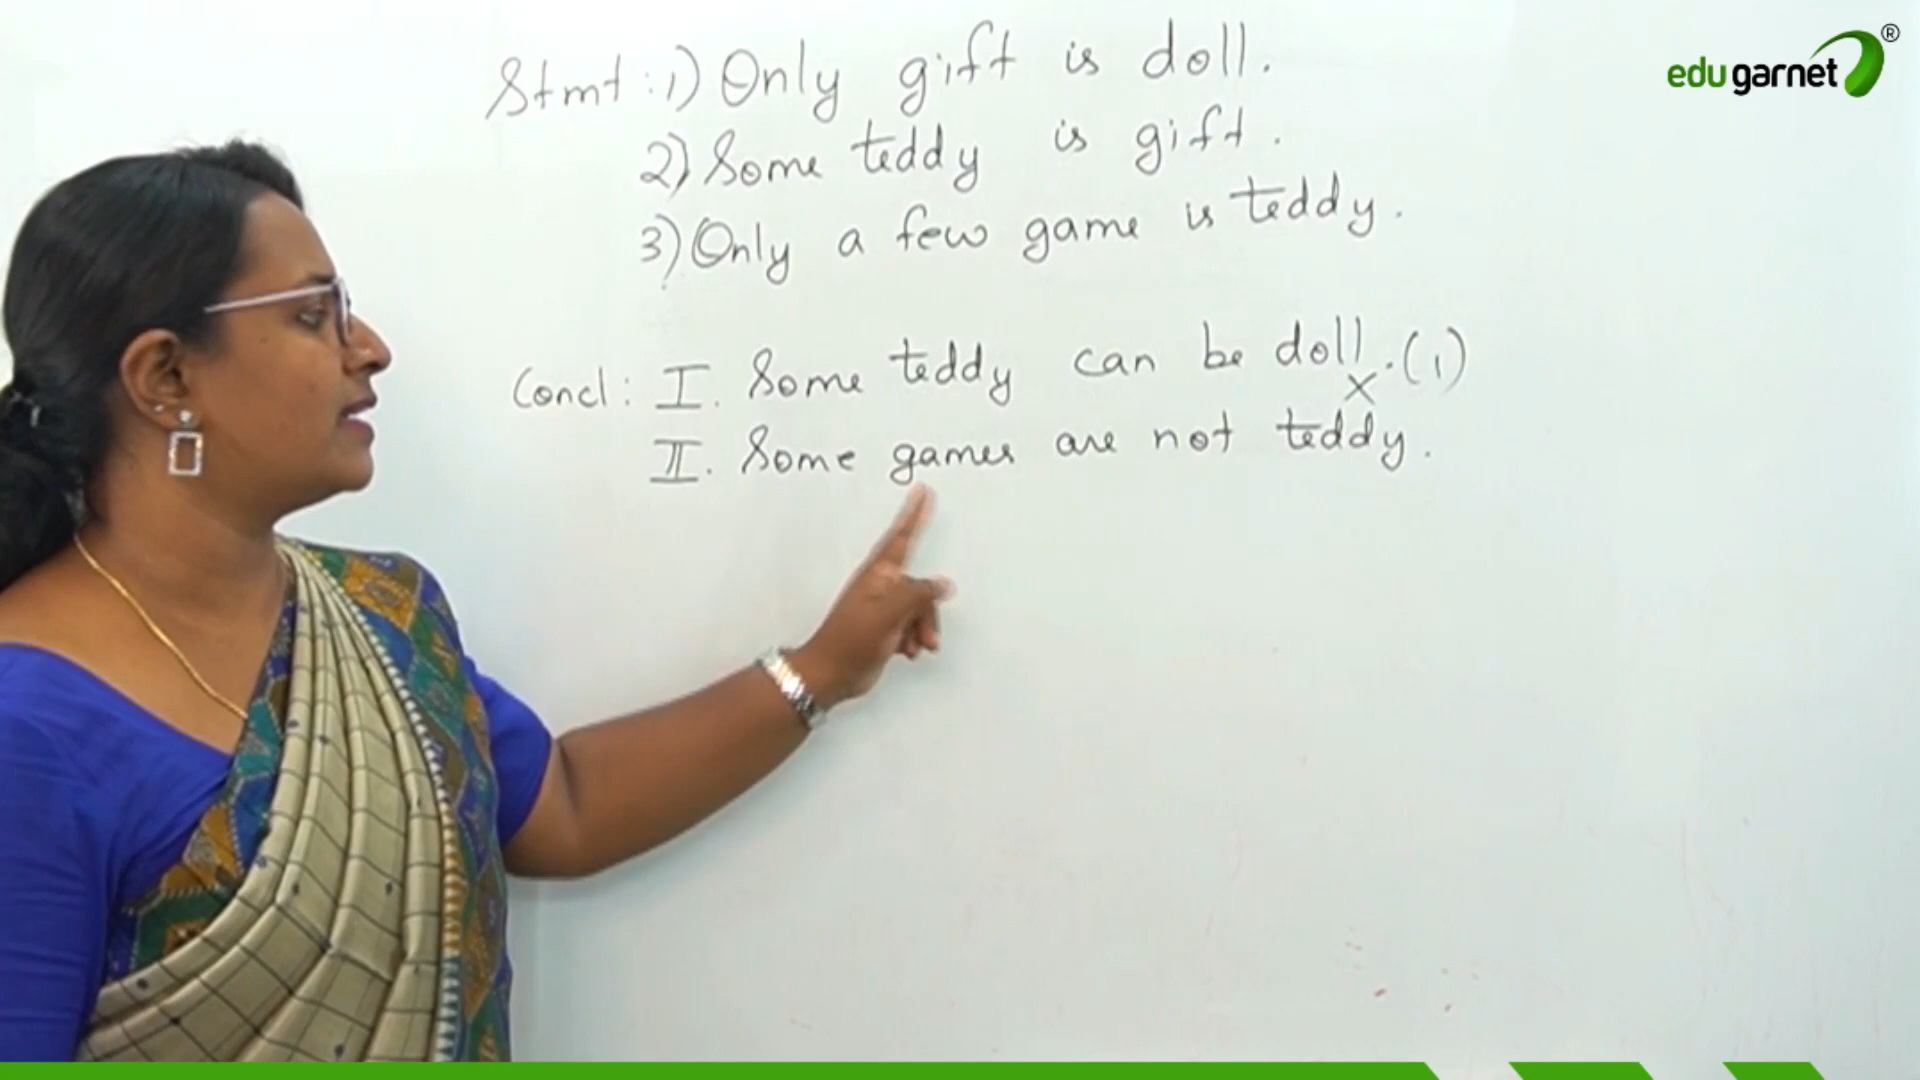 edugarnet®
Stmt : 1) Only gift is doll.
2) Some teddy is gift.
3) Only a few game is teddy.
Concl : I. Some teddy can be doll. (1)
X
II. Some games are not teddy.